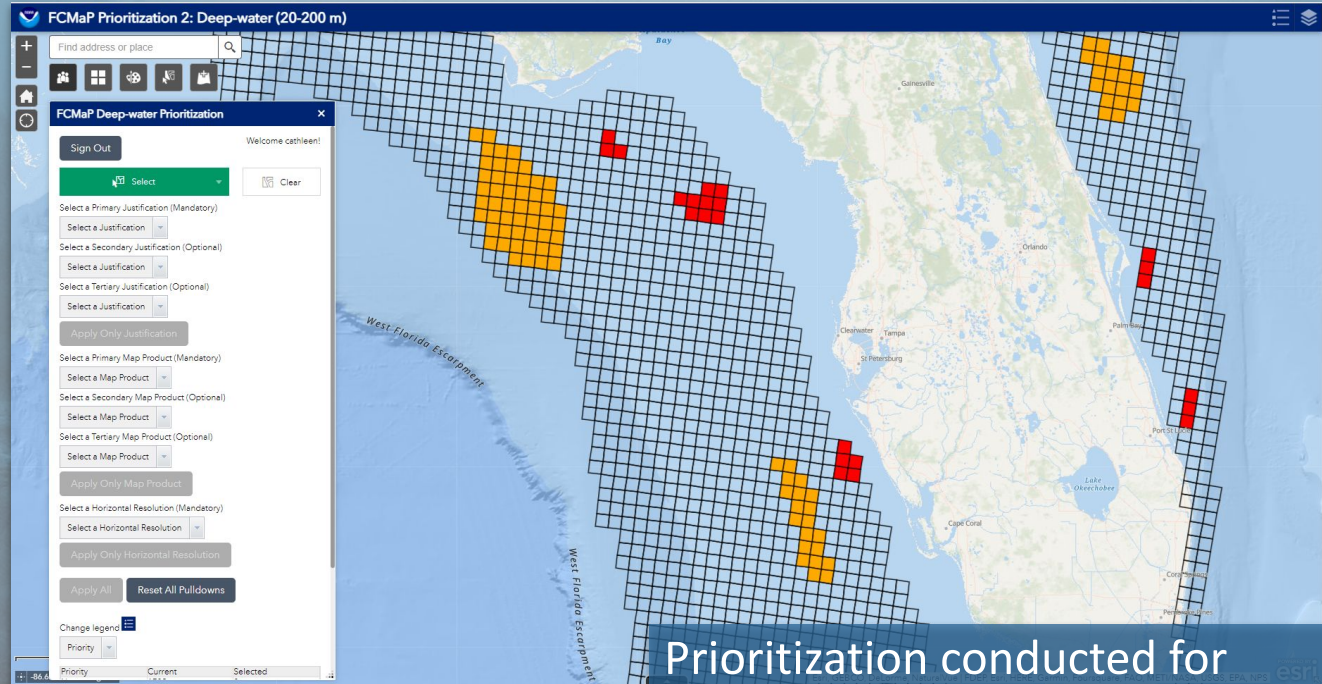 FCMaP Prioritization 2: Deep-water (20-200 m)
+
Find address or place
−
FCMaP Deep-water Prioritization
×
Sign Out
Welcome cathleen!
Select
Clear
Select a Primary Justification (Mandatory)
Select a Justification
Select a Secondary Justification (Optional)
Select a Justification
Select a Tertiary Justification (Optional)
Select a Justification
Apply Only Justification
Select a Primary Map Product (Mandatory)
Select a Map Product
Select a Secondary Map Product (Optional)
Select a Map Product
Select a Tertiary Map Product (Optional)
Select a Map Product
Apply Only Map Product
Select a Horizontal Resolution (Mandatory)
Select a Horizontal Resolution
Apply Only Horizontal Resolution
Apply All
Reset All Pulldowns
Change legend
Priority
Priority Current Selected
Bay
Gainesville
Orlando
Palm Bay
Clearwater
Tampa
St Petersburg
Port St Lucie
Lake
Okeechobee
Cape Coral
Coral Springs
Pembroke Pines
West Florida Escarpment
West Florida Escarpment
Prioritization conducted for
esri